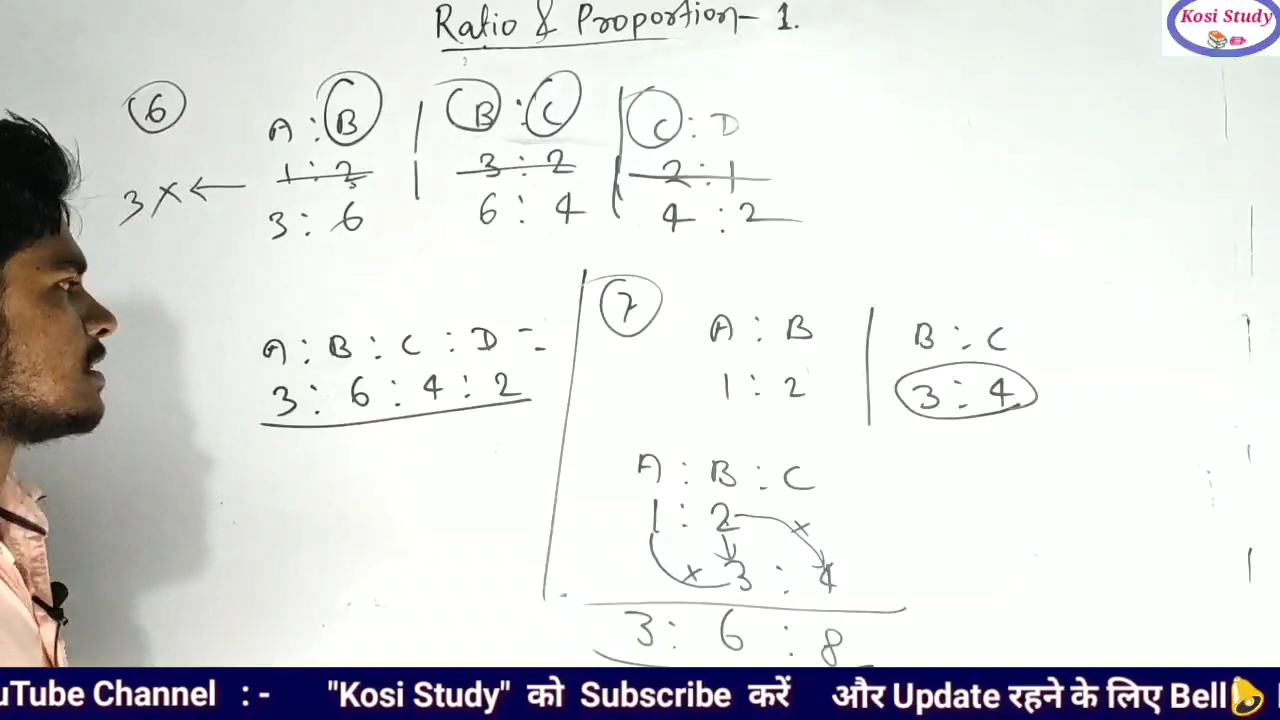 Ratio & Proportion- 1.
Kosi Study
6
A : B | B : C | C : D
1 : 2 | 3 : 2 | 2 : 1
3 × ←
3 : 6 6 : 4 4 : 2
A : B : C : D =
3 : 6 : 4 : 2
7
A : B | B : C
1 : 2 | 3 : 4
A : B : C
1 : 2 ×
× 3 : 4
3 : 6 : 8
uTube Channel : - "Kosi Study" को Subscribe करें और Update रहने के लिए Bell